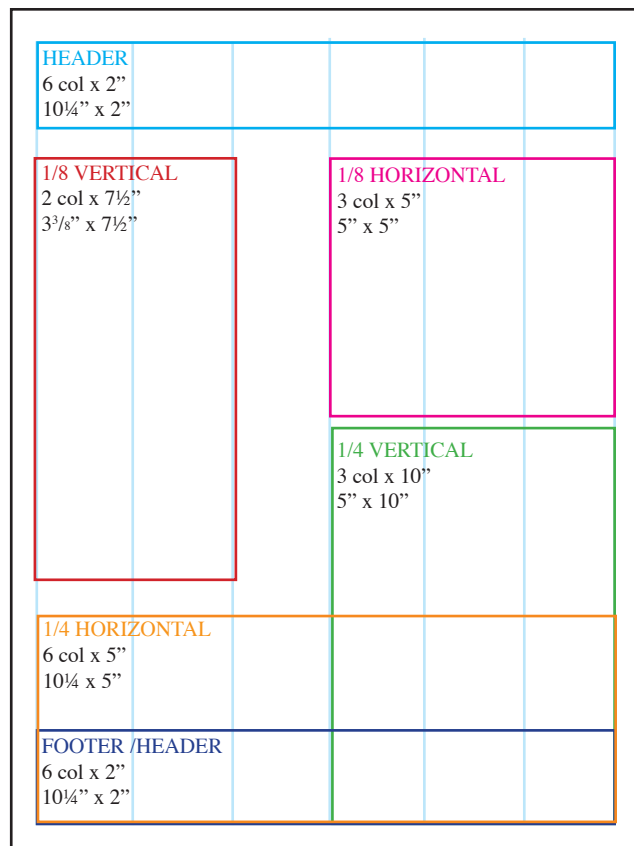 HEADER
6 col x 2”
10¼” x 2”
1/8 VERTICAL
2 col x 7½”
3³/₈” x 7½”
1/8 HORIZONTAL
3 col x 5”
5” x 5”
1/4 VERTICAL
3 col x 10”
5” x 10”
1/4 HORIZONTAL
6 col x 5”
10¼ x 5”
FOOTER /HEADER
6 col x 2”
10¼” x 2”